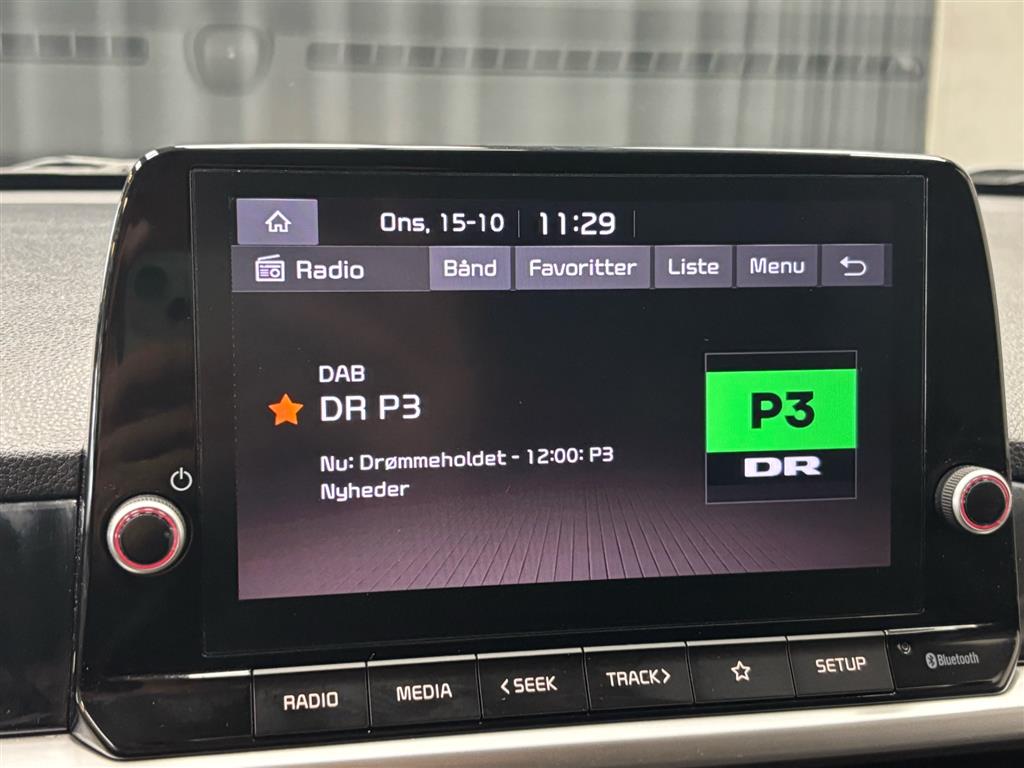 Ons, 15-10 11:29
Radio Bånd Favoritter Liste Menu
DAB
DR P3
Nu: Drømmeholdet - 12:00: P3
Nyheder
P3
DR
RADIO MEDIA <SEEK TRACK> SETUP
Bluetooth